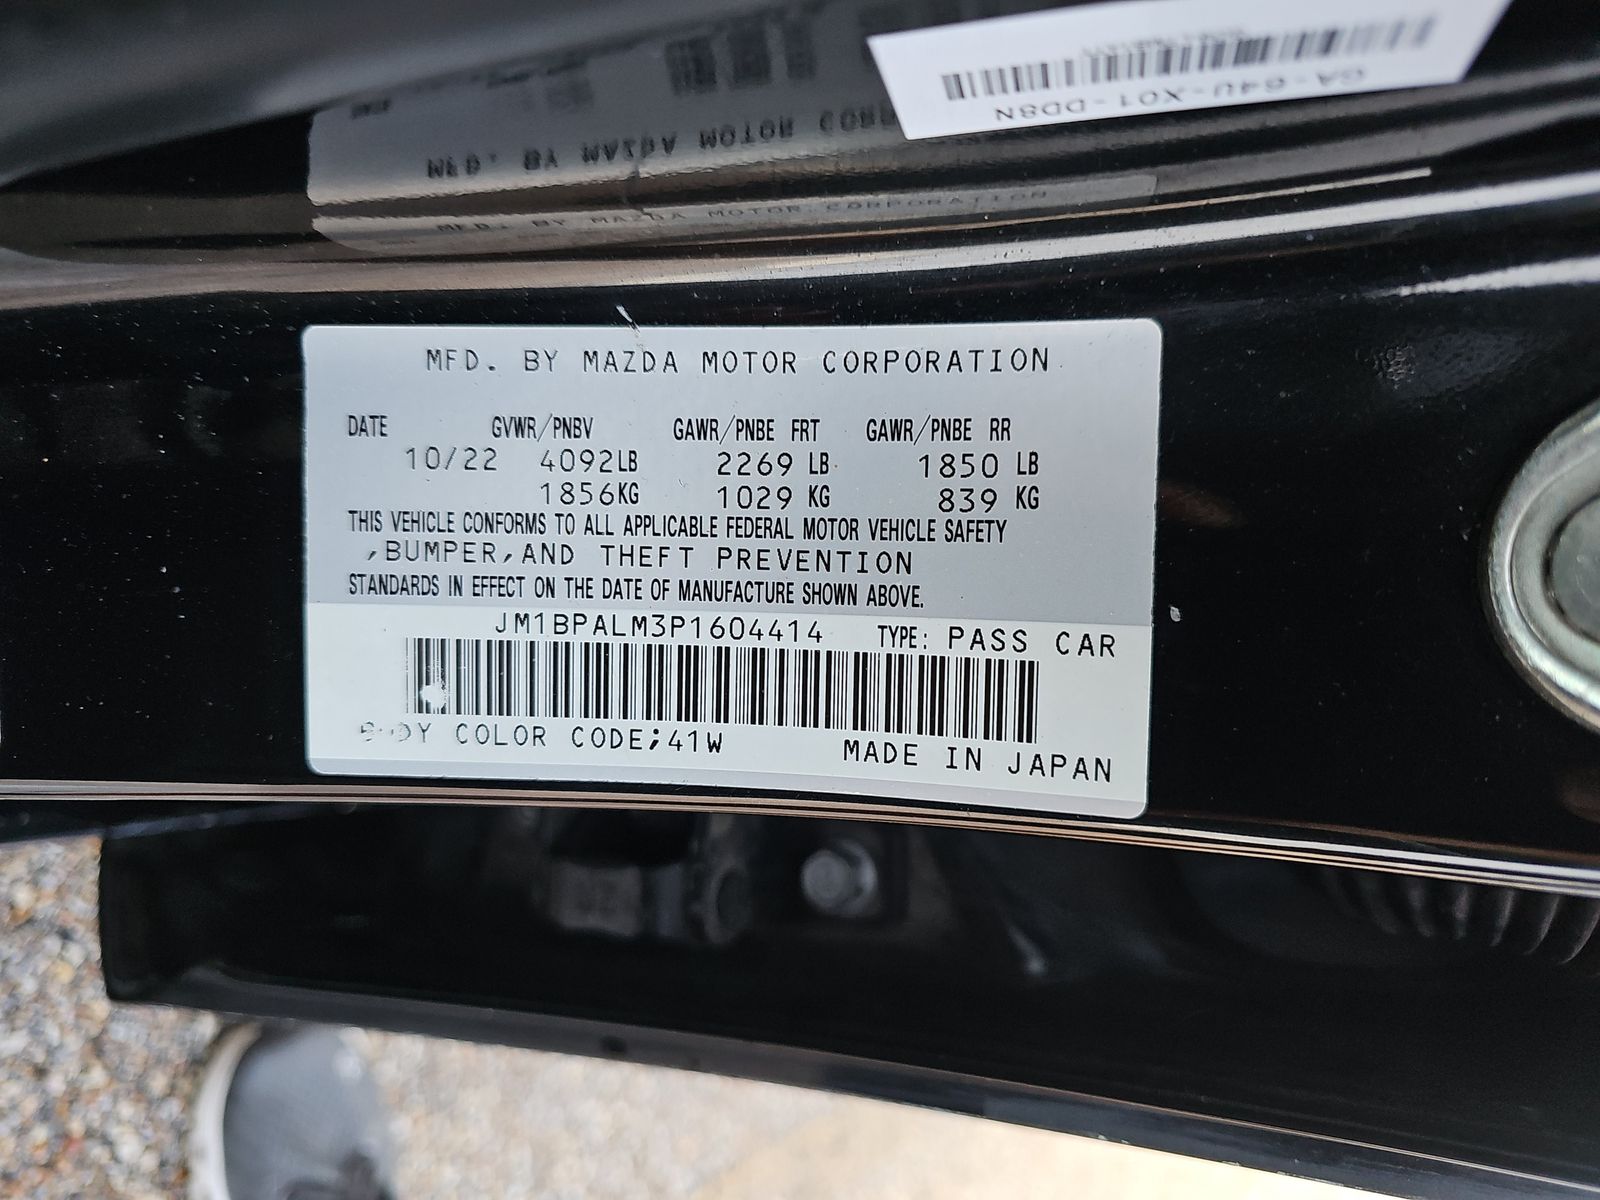 GA-64U-X01-DD8N
MFD. BY MAZDA MOTOR CORPORATION
MFD. BY MAZDA MOTOR CORPORATION
DATE GVWR/PNBV GAWR/PNBE FRT GAWR/PNBE RR
10/22 4092LB 2269 LB 1850 LB
1856KG 1029 KG 839 KG
THIS VEHICLE CONFORMS TO ALL APPLICABLE FEDERAL MOTOR VEHICLE SAFETY
,BUMPER,AND THEFT PREVENTION
STANDARDS IN EFFECT ON THE DATE OF MANUFACTURE SHOWN ABOVE.
JM1BPALM3P1604414 TYPE: PASS CAR
BODY COLOR CODE;41W MADE IN JAPAN